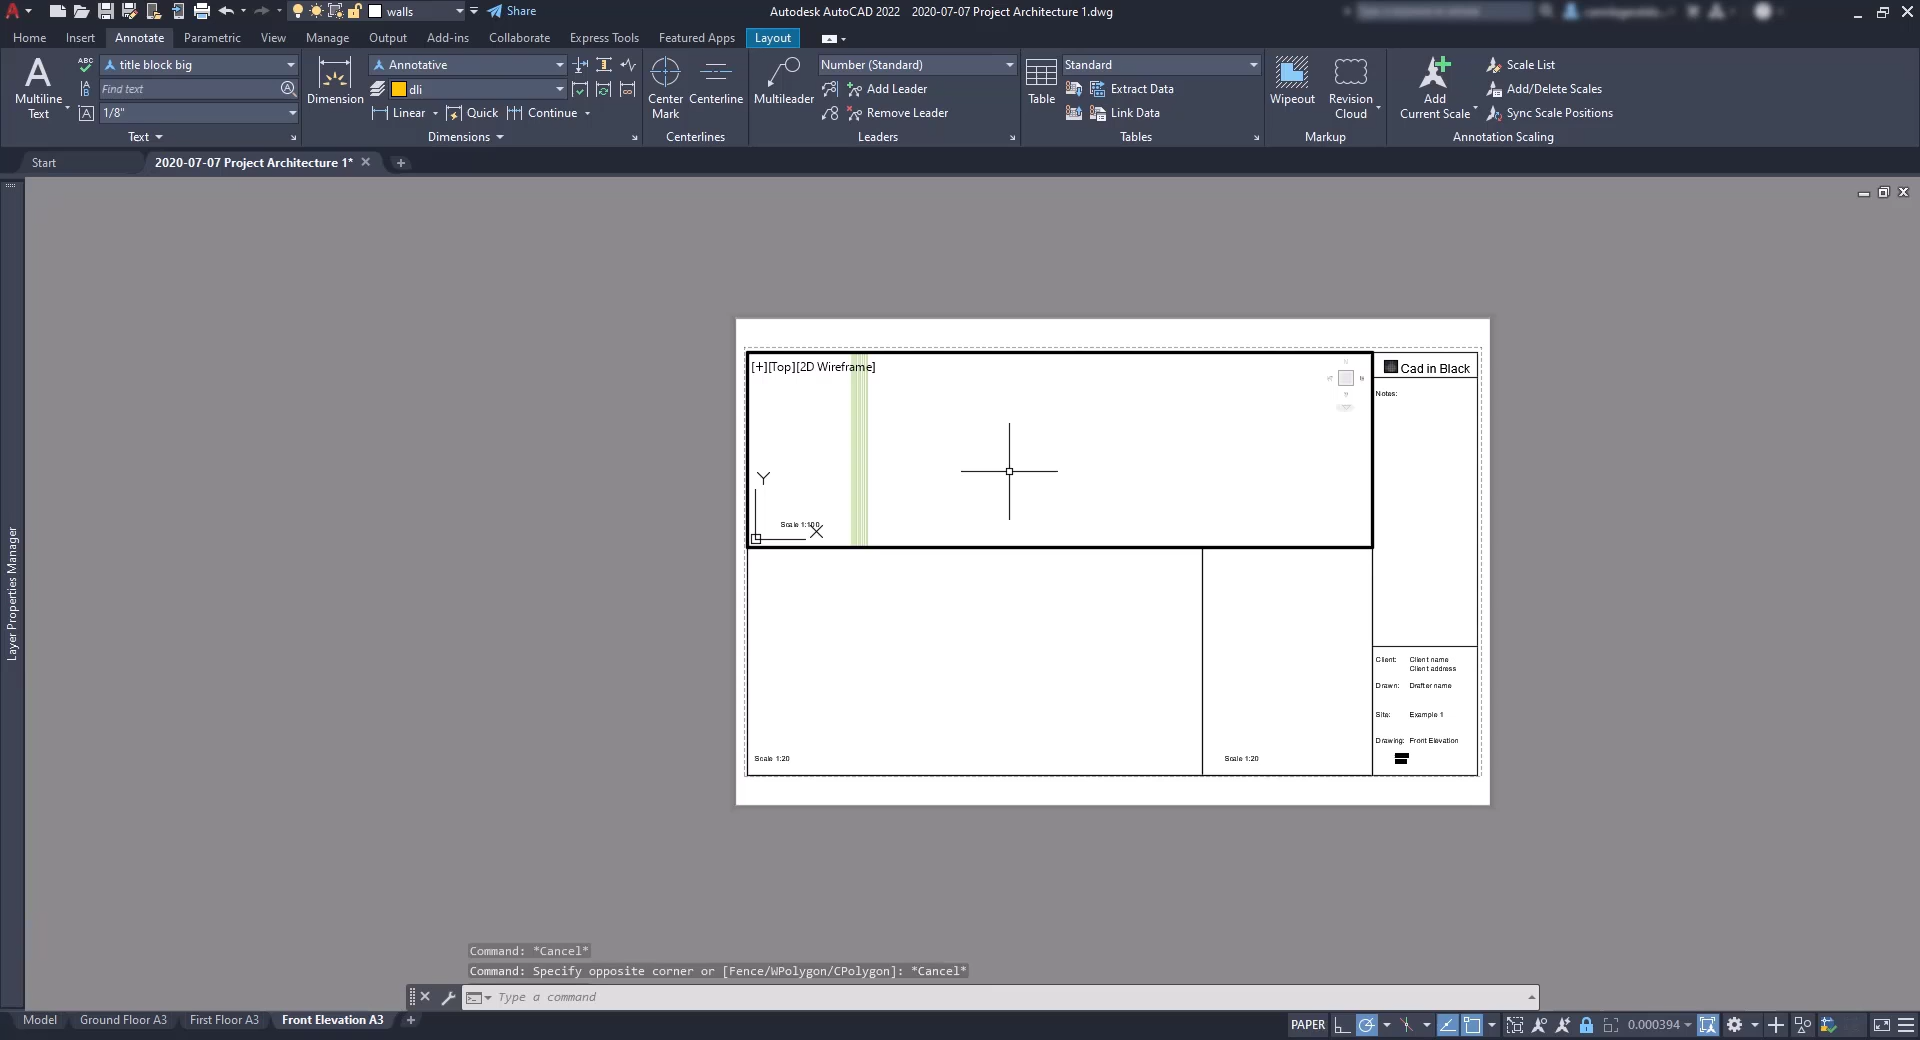 walls
Share
Autodesk AutoCAD 2022 2020-07-07 Project Architecture 1.dwg
Home Insert Annotate Parametric View Manage Output Add-ins Collaborate Express Tools Featured Apps Layout
Multiline Text
ABC
title block big
Find text
1/8"
Text
Dimension
Annotative
dli
Linear Quick Continue
Dimensions
Center Mark
Centerline
Centerlines
Multileader
Number (Standard)
Add Leader
Remove Leader
Leaders
Table
Standard
Extract Data
Link Data
Tables
Wipeout
Revision Cloud
Markup
Add Current Scale
Scale List
Add/Delete Scales
Sync Scale Positions
Annotation Scaling
Start
2020-07-07 Project Architecture 1*
Layer Properties Manager
[+][Top][2D Wireframe]
Y
X
Scale 1:100
Cad in Black
Notes:
Client: Client name
Client address
Drawn: Drafter name
Site: Example 1
Drawing: Front Elevation
Scale 1:20
Scale 1:20
Command: *Cancel*
Command: Specify opposite corner or [Fence/WPolygon/CPolygon]: *Cancel*
Type a command
Model Ground Floor A3 First Floor A3 Front Elevation A3
PAPER
0.000394